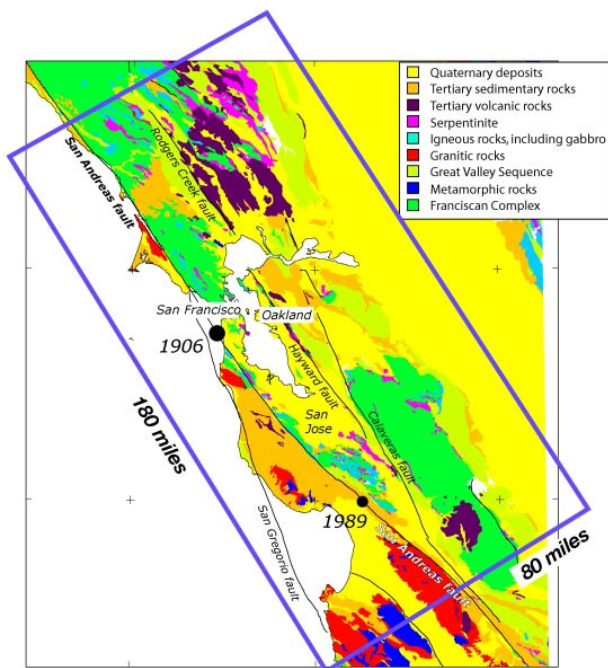 Quaternary deposits
Tertiary sedimentary rocks
Tertiary volcanic rocks
Serpentinite
Igneous rocks, including gabbro
Granitic rocks
Great Valley Sequence
Metamorphic rocks
Franciscan Complex
San Andreas fault
Rodgers Creek fault
San Francisco
Oakland
1906
Hayward fault
San
Jose
Calaveras fault
180 miles
1989
San Gregorio fault
San Andreas fault
80 miles